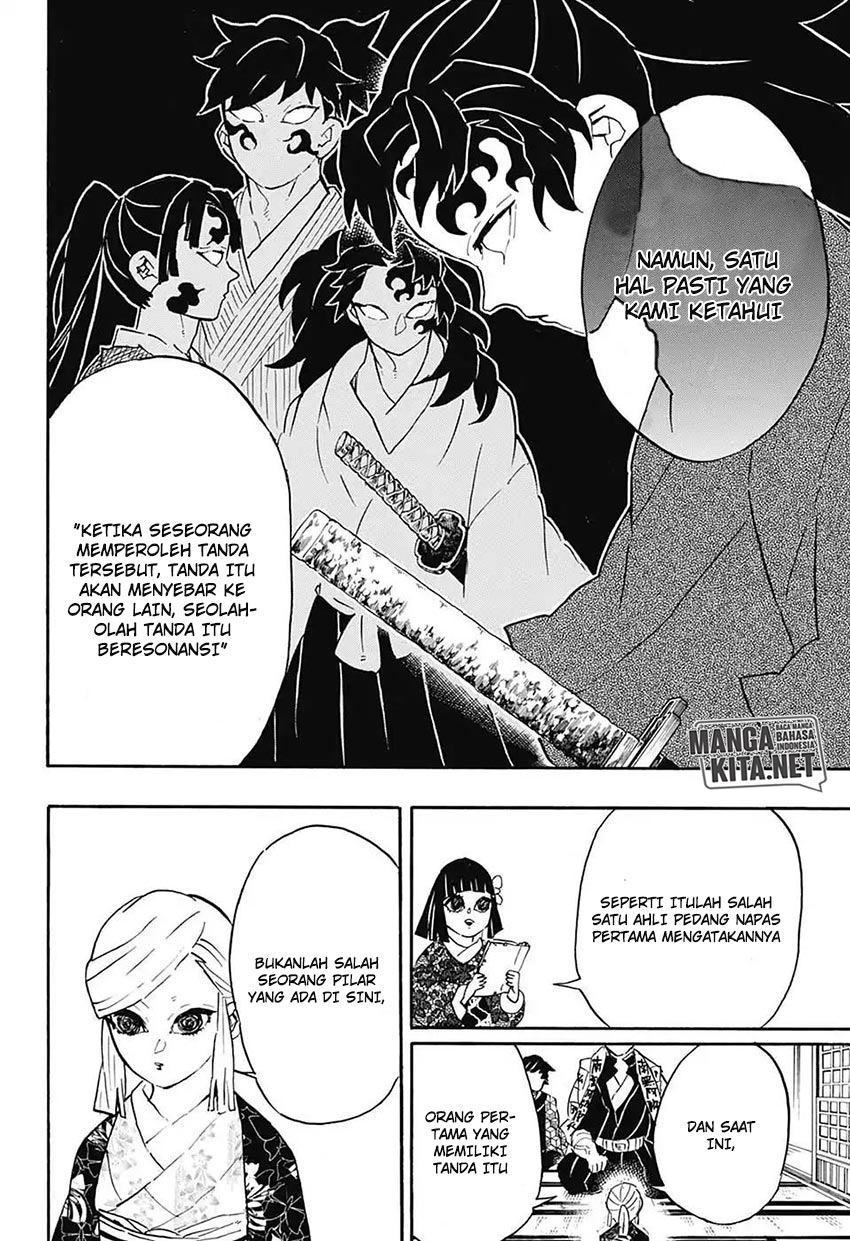 NAMUN, SATU
HAL PASTI YANG
KAMI KETAHUI
"KETIKA SESEORANG
MEMPEROLEH TANDA
TERSEBUT, TANDA ITU
AKAN MENYEBAR KE
ORANG LAIN, SEOLAH-
OLAH TANDA ITU
BERESONANSI"
MANGA
KITA.NET
BACA MANGA
BAHASA
INDONESIA
SEPERTI ITULAH SALAH
SATU AHLI PEDANG NAPAS
PERTAMA MENGATAKANNYA
DAN SAAT
INI,
ORANG PER-
TAMA YANG
MEMILIKI
TANDA ITU
BUKANLAH SALAH
SEORANG PILAR
YANG ADA DI SINI,